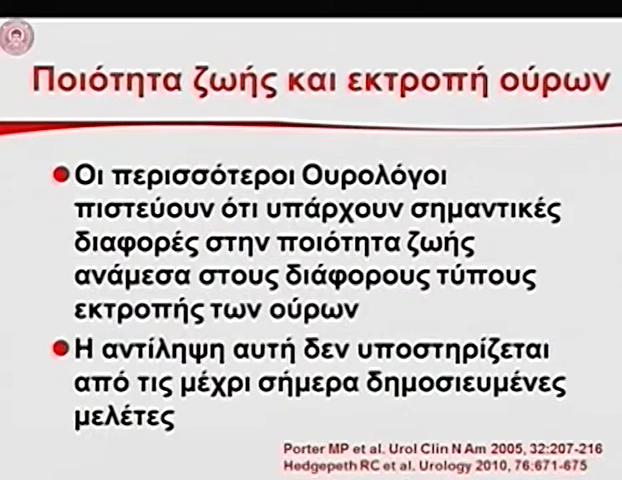 Ποιότητα ζωής και εκτροπή ούρων
Οι περισσότεροι Ουρολόγοι
πιστεύουν ότι υπάρχουν σημαντικές
διαφορές στην ποιότητα ζωής
ανάμεσα στους διάφορους τύπους
εκτροπής των ούρων
Η αντίληψη αυτή δεν υποστηρίζεται
από τις μέχρι σήμερα δημοσιευμένες
μελέτες
Porter MP et al. Urol Clin N Am 2005, 32:207-216
Hedgepeth RC et al. Urology 2010, 76:671-675